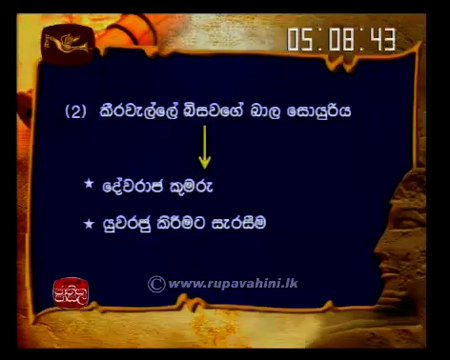 05:08:43
(2) කීරවැල්ලේ බිසවගේ බාල සොයුරිය
* දේවරාජ කුමරු
* යුවරජු කිරීමට සැරසීම
© www.rupavahini.lk